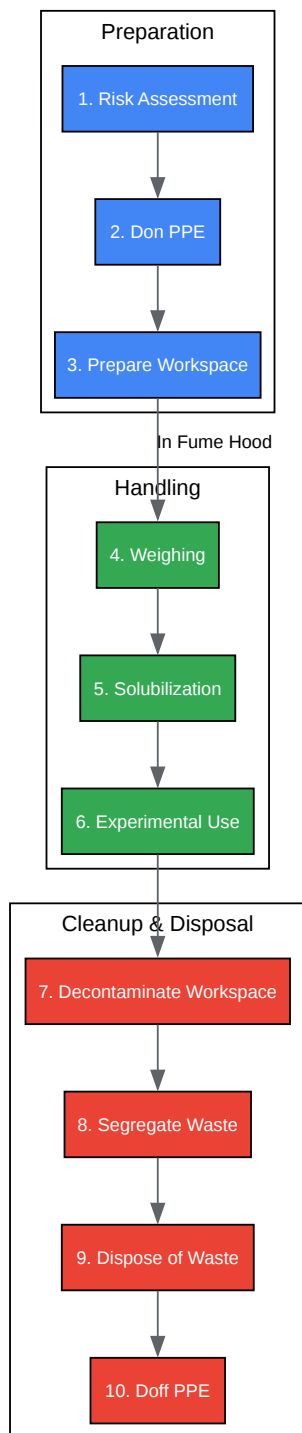 Preparation
1. Risk Assessment
2. Don PPE
3. Prepare Workspace
In Fume Hood
Handling
4. Weighing
5. Solubilization
6. Experimental Use
Cleanup & Disposal
7. Decontaminate Workspace
8. Segregate Waste
9. Dispose of Waste
10. Doff PPE